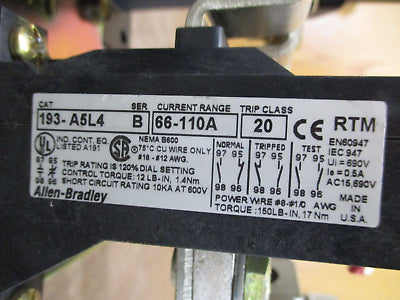 CAT SER CURRENT RANGE TRIP CLASS
193- A5L4 B 66-110A 20 CE RTM
UL IND. CONT. EQ. LISTED A191
SA NEMA B600
75°C CU WIRE ONLY
#18 -#12 AWG.
NORMAL TRIPPED TEST
97 95 97 95 97 95
98 96 98 96 98 96
EN60947
IEC 947
Ui = 690V
Ie = 0.5A
AC15,690V
97 95
98 96
TRIP RATING IS 120% DIAL SETTING
CONTROL TORQUE: 12 LB-IN, 1.4Nm
SHORT CIRCUIT RATING 10KA AT 600V
Allen-Bradley
POWER WIRE #8-#1/0 AWG
TORQUE :150LB-IN,17 Nm
MADE IN
U.S.A.